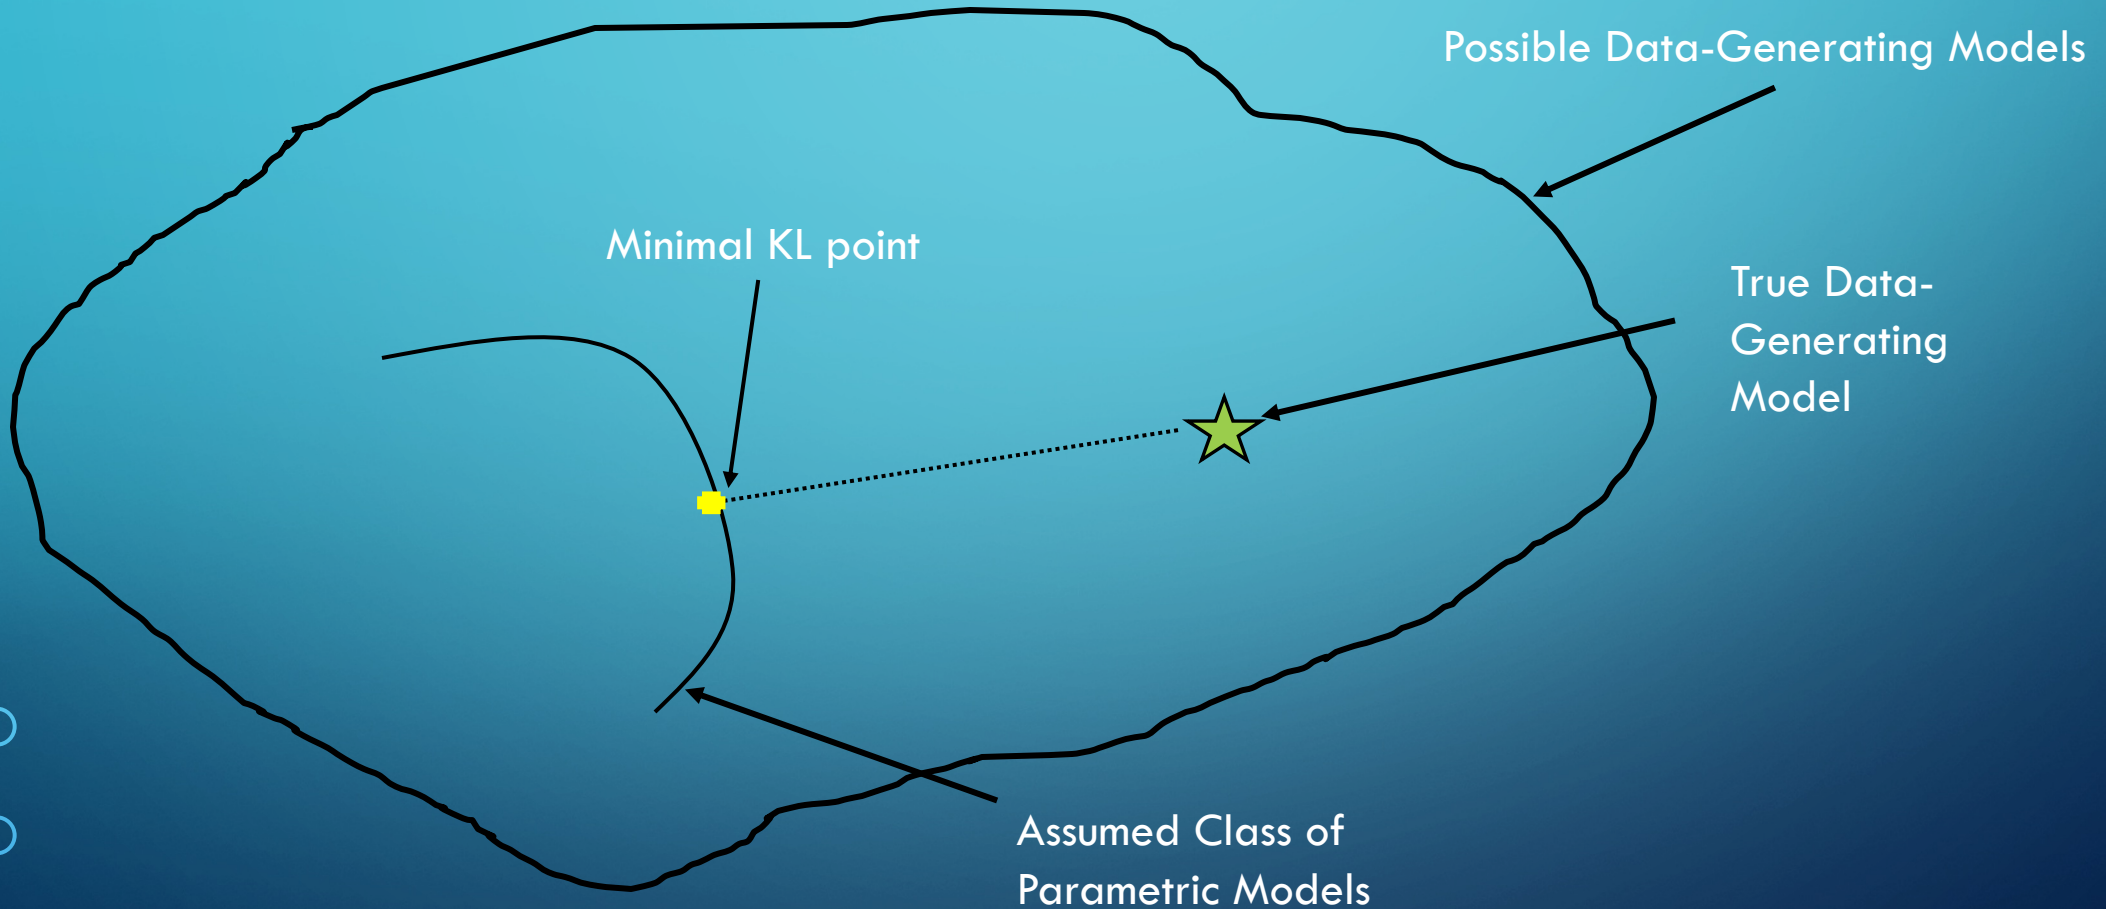 Possible Data-Generating Models
Minimal KL point
True Data-
Generating
Model
Assumed Class of
Parametric Models